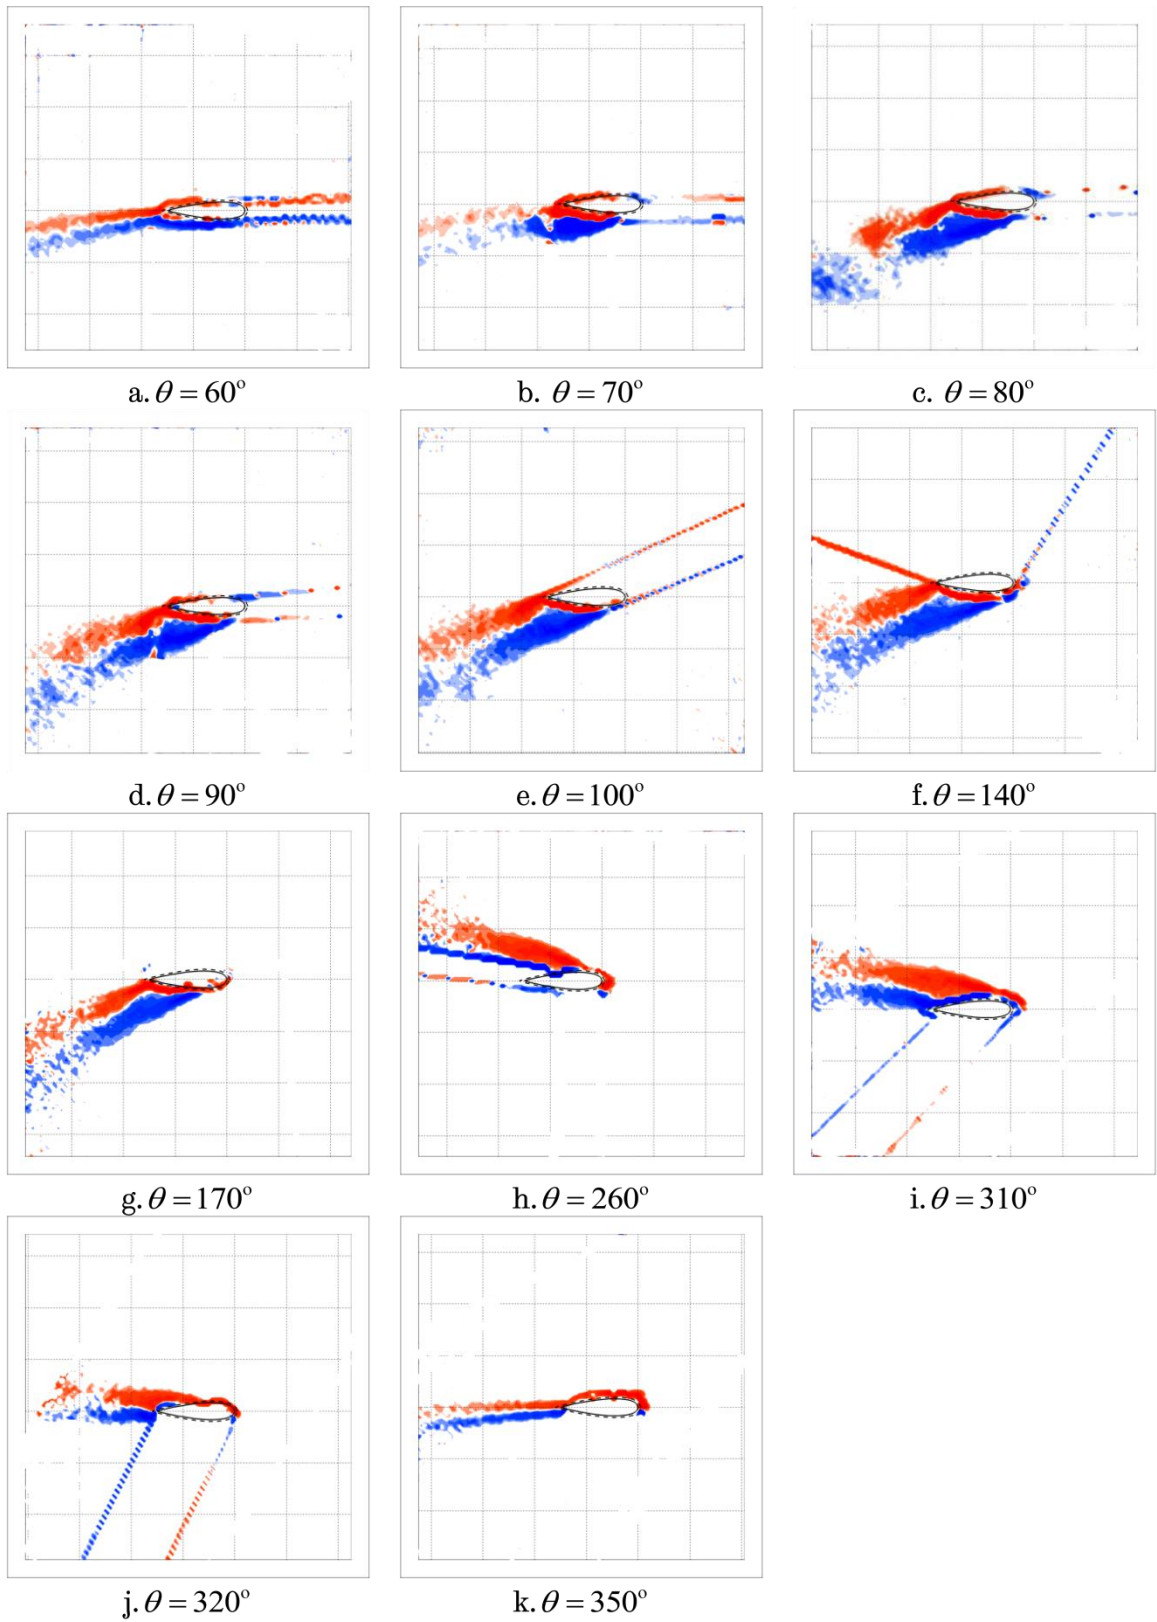 a. θ = 60°
b. θ = 70°
c. θ = 80°
d. θ = 90°
e. θ = 100°
f. θ = 140°
g. θ = 170°
h. θ = 260°
i. θ = 310°
j. θ = 320°
k. θ = 350°